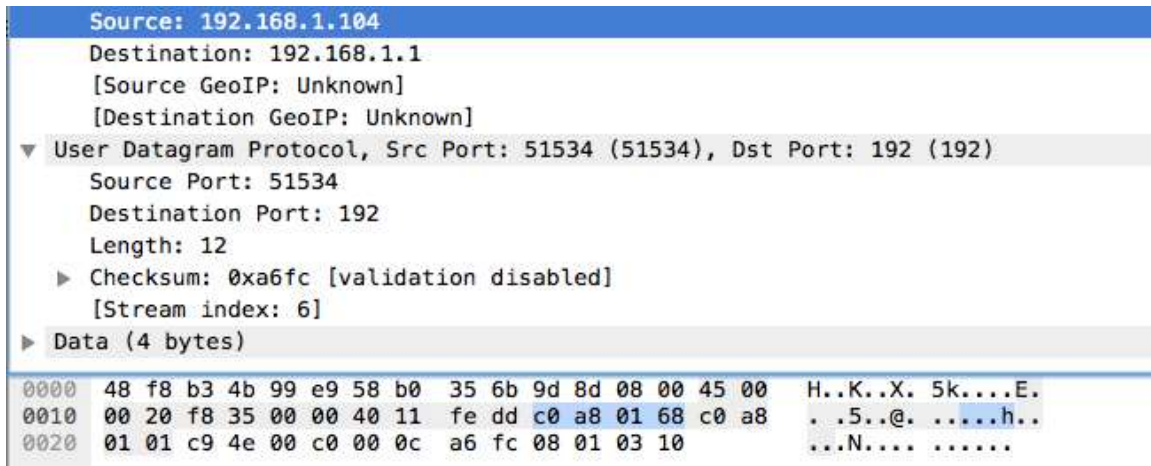 Source: 192.168.1.104
Destination: 192.168.1.1
[Source GeoIP: Unknown]
[Destination GeoIP: Unknown]
▼ User Datagram Protocol, Src Port: 51534 (51534), Dst Port: 192 (192)
Source Port: 51534
Destination Port: 192
Length: 12
▶ Checksum: 0xa6fc [validation disabled]
[Stream index: 6]
▶ Data (4 bytes)
0000 48 f8 b3 4b 99 e9 58 b0 35 6b 9d 8d 08 00 45 00 H..K..X. 5k....E.
0010 00 20 f8 35 00 00 40 11 fe dd c0 a8 01 68 c0 a8 . .5..@. .....h..
0020 01 01 c9 4e 00 c0 00 0c a6 fc 08 01 03 10 ...N.... ......